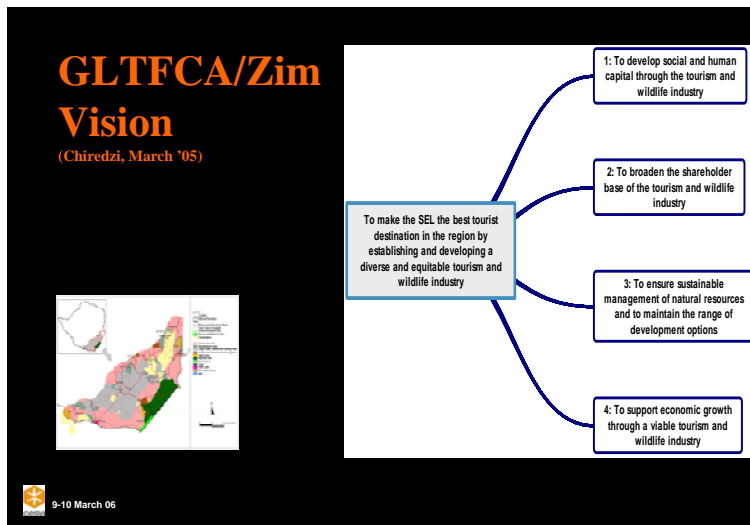 GLTFCA/Zim
Vision
(Chiredzi, March ’05)
To make the SEL the best tourist
destination in the region by
establishing and developing a
diverse and equitable tourism and
wildlife industry
1: To develop social and human
capital through the tourism and
wildlife industry
2: To broaden the shareholder
base of the tourism and wildlife
industry
3: To ensure sustainable
management of natural resources
and to maintain the range of
development options
4: To support economic growth
through a viable tourism and
wildlife industry
9-10 March 06